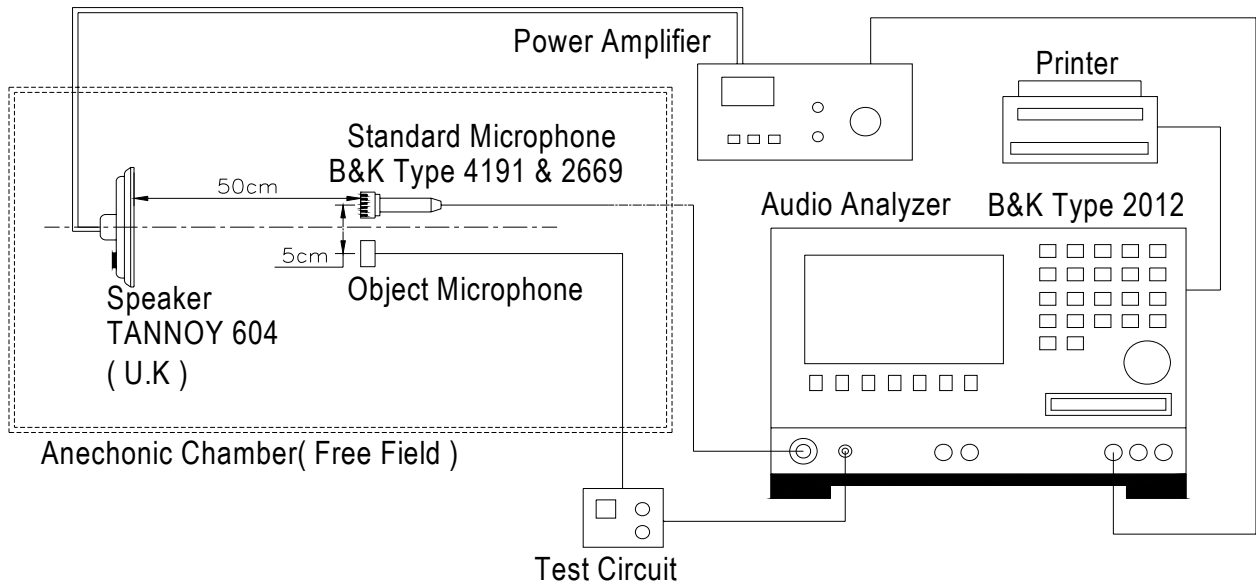 Power Amplifier
Printer
Standard Microphone
B&K Type 4191 & 2669
50cm
Audio Analyzer
B&K Type 2012
5cm
Object Microphone
Speaker
TANNOY 604
( U.K )
Anechonic Chamber( Free Field )
Test Circuit